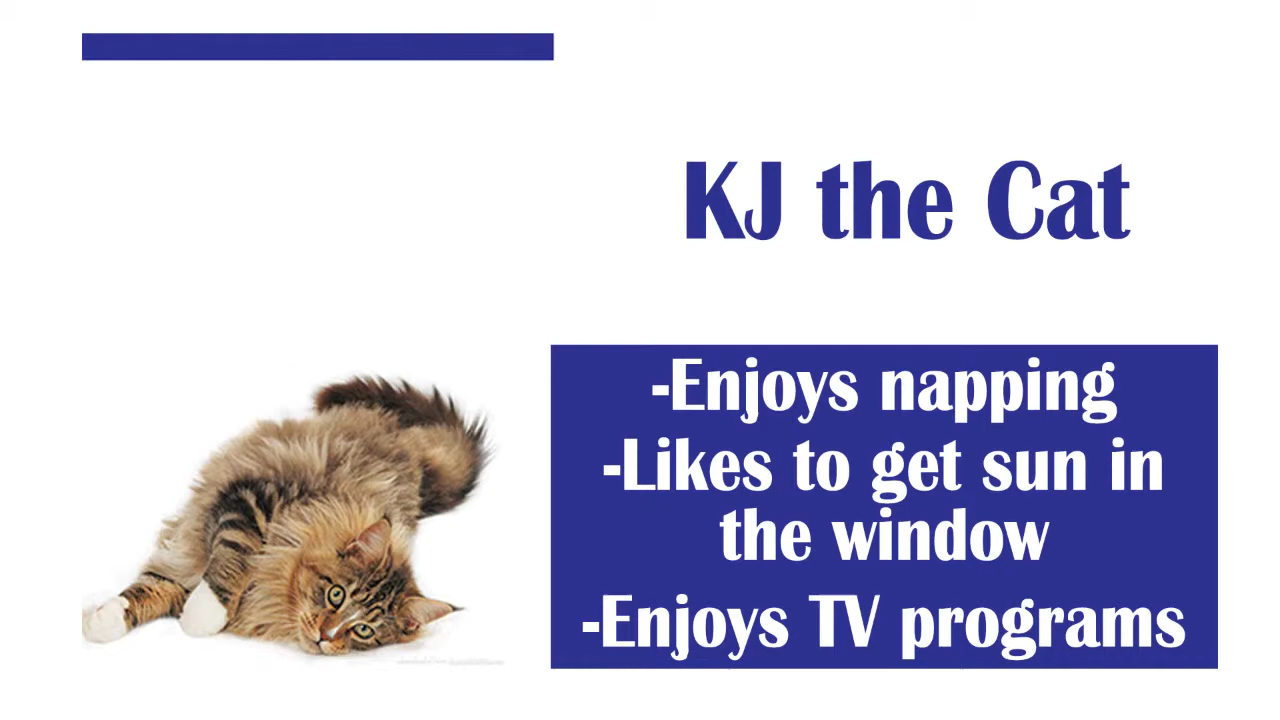 KJ the Cat
-Enjoys napping
-Likes to get sun in
the window
-Enjoys TV programs